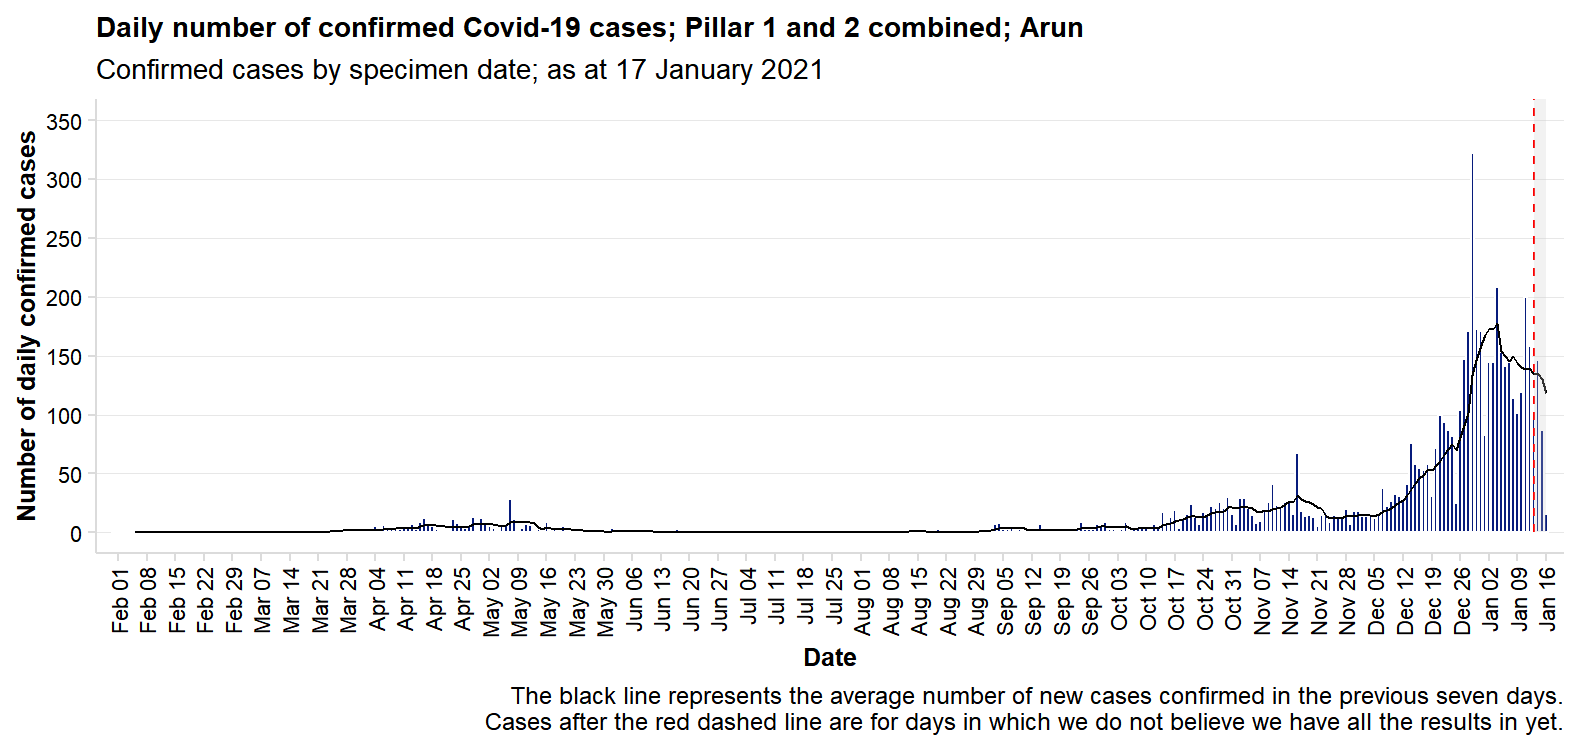 Daily number of confirmed Covid-19 cases; Pillar 1 and 2 combined; Arun
Confirmed cases by specimen date; as at 17 January 2021
Number of daily confirmed cases
350
300
250
200
150
100
50
0
Feb 01
Feb 08
Feb 15
Feb 22
Feb 29
Mar 07
Mar 14
Mar 21
Mar 28
Apr 04
Apr 11
Apr 18
Apr 25
May 02
May 09
May 16
May 23
May 30
Jun 06
Jun 13
Jun 20
Jun 27
Jul 04
Jul 11
Jul 18
Jul 25
Aug 01
Aug 08
Aug 15
Aug 22
Aug 29
Sep 05
Sep 12
Sep 19
Sep 26
Oct 03
Oct 10
Oct 17
Oct 24
Oct 31
Nov 07
Nov 14
Nov 21
Nov 28
Dec 05
Dec 12
Dec 19
Dec 26
Jan 02
Jan 09
Jan 16
Date
The black line represents the average number of new cases confirmed in the previous seven days.
Cases after the red dashed line are for days in which we do not believe we have all the results in yet.